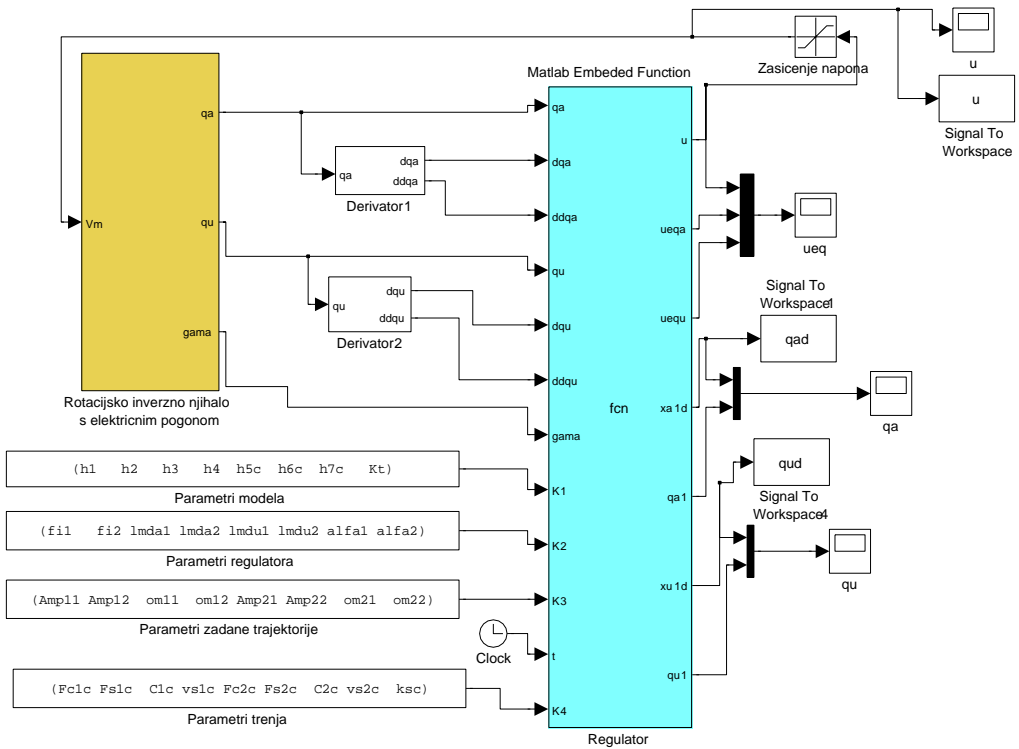 Matlab Embeded Function
Zasicenje napona
u
u
Signal To
Workspace
qa
qu
gama
Vm
Rotacijsko inverzno njihalo
s elektricnim pogonom
qa
dqa
ddqa
Derivator1
qu
dqu
ddqu
Derivator2
qa
dqa
ddqa
qu
dqu
ddqu
gama
K1
K2
K3
t
K4
fcn
u
ueqa
uequ
xa1d
qa1
xu1d
qu1
Regulator
ueq
Signal To
Workspace1
qad
qa
qud
Signal To
Workspace4
qu
(h1 h2 h3 h4 h5c h6c h7c Kt)
Parametri modela
(fi1 fi2 lmda1 lmda2 lmdu1 lmdu2 alfa1 alfa2)
Parametri regulatora
(Amp11 Amp12 om11 om12 Amp21 Amp22 om21 om22)
Parametri zadane trajektorije
Clock
(Fc1c Fs1c C1c vs1c Fc2c Fs2c C2c vs2c ksc)
Parametri trenja